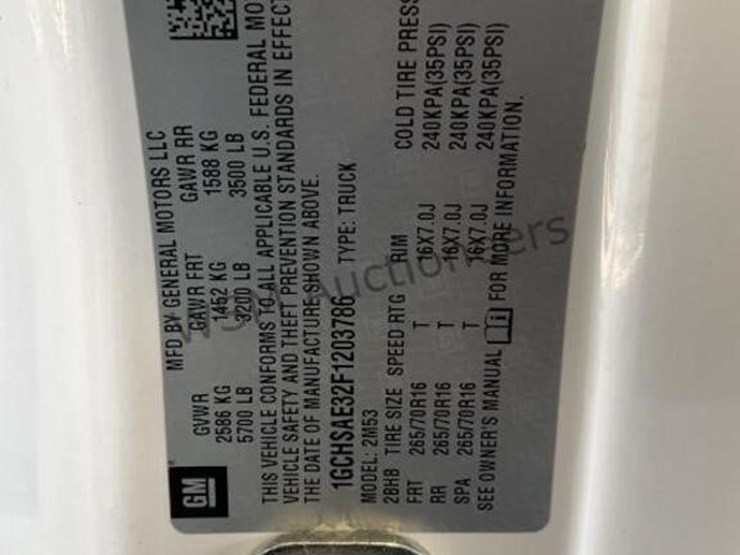 GM
MFD BY GENERAL MOTORS LLC
GVWR GAWR FRT GAWR RR
2586 KG 1452 KG 1588 KG
5700 LB 3200 LB 3500 LB
THIS VEHICLE CONFORMS TO ALL APPLICABLE U.S. FEDERAL MO
VEHICLE SAFETY AND THEFT PREVENTION STANDARDS IN EFFECT
THE DATE OF MANUFACTURE SHOWN ABOVE.
1GCHSAE32F1203786 TYPE: TRUCK
MODEL: 2M53
28HB TIRE SIZE SPEED RTG RIM COLD TIRE PRESS
FRT 265/70R16 T 16X7.0J 240KPA(35PSI)
RR 265/70R16 T 16X7.0J 240KPA(35PSI)
SPA 265/70R16 T 16X7.0J 240KPA(35PSI)
SEE OWNER'S MANUAL i FOR MORE INFORMATION.
Auctioneers